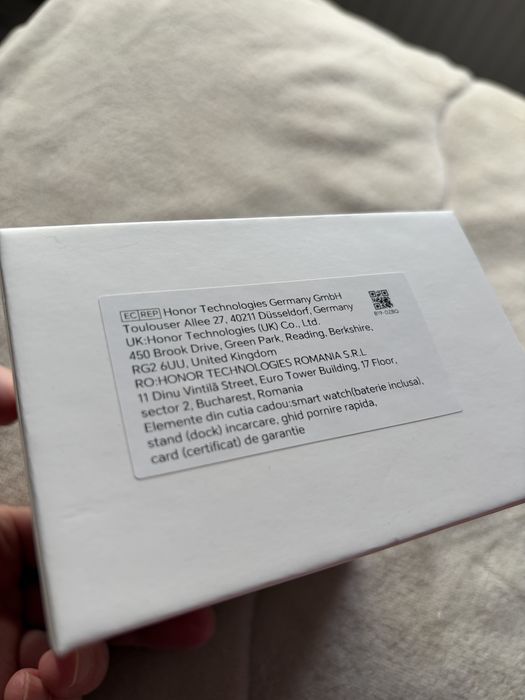 EC REP Honor Technologies Germany GmbH
Toulouser Allee 27, 40211 Düsseldorf, Germany
UK:Honor Technologies (UK) Co., Ltd.
450 Brook Drive, Green Park, Reading, Berkshire,
RG2 6UU, United Kingdom
RO:HONOR TECHNOLOGIES ROMANIA S.R.L
11 Dinu Vintilă Street, Euro Tower Building, 17 Floor,
sector 2, Bucharest, Romania
Elemente din cutia cadou:smart watch(baterie inclusa),
stand (dock) incarcare, ghid pornire rapida,
card (certificat) de garantie